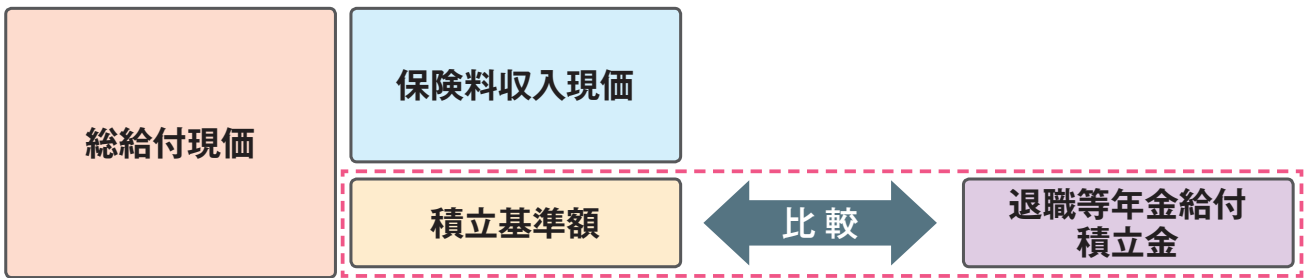 総給付現価
保険料収入現価
積立基準額
比較
退職等年金給付
積立金